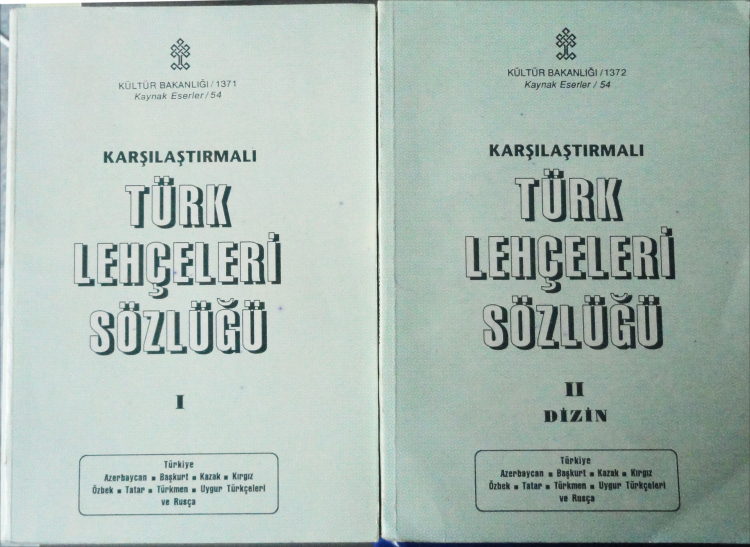 KÜLTÜR BAKANLIĞI/1371
Kaynak Eserler/54
KARŞILAŞTIRMALI
TÜRK
LEHÇELERİ
SÖZLÜĞÜ
I
Türkiye
Azerbaycan ■ Başkurt ■ Kazak ■ Kırgız
Özbek ■ Tatar ■ Türkmen ■ Uygur Türkçeleri
ve Rusça
KÜLTÜR BAKANLIĞI/1372
Kaynak Eserler / 54
KARŞILAŞTIRMALI
TÜRK
LEHÇELERİ
SÖZLÜĞÜ
II
DİZİN
Türkiye
Azerbaycan ■ Başkurt ■ Kazak ■ Kırgız
Özbek ■ Tatar ■ Türkmen ■ Uygur Türkçeleri
ve Rusça